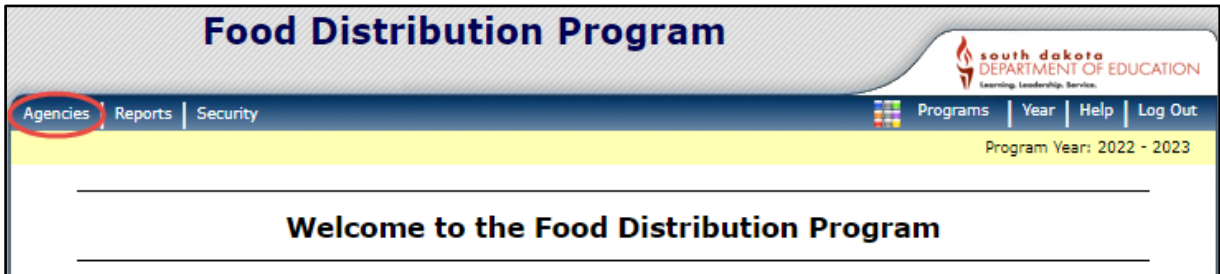 Food Distribution Program
south dakota
DEPARTMENT OF EDUCATION
Learning. Leadership. Service.
Agencies Reports Security Programs Year Help Log Out
Program Year: 2022 - 2023
Welcome to the Food Distribution Program